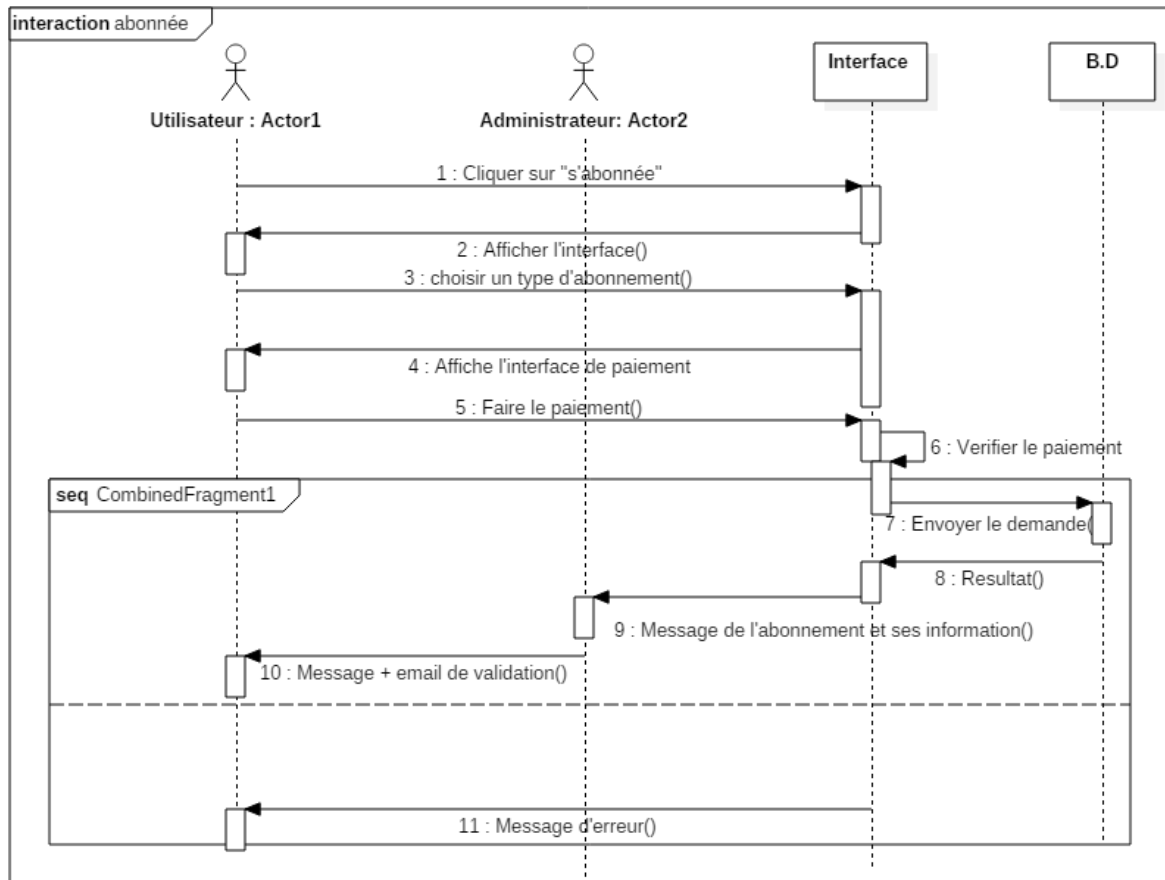 interaction abonnée
Utilisateur : Actor1
Administrateur: Actor2
Interface
B.D
1 : Cliquer sur "s'abonnée"
2 : Afficher l'interface()
3 : choisir un type d'abonnement()
4 : Affiche l'interface de paiement
5 : Faire le paiement()
6 : Verifier le paiement
seq CombinedFragment1
7 : Envoyer le demande(
8 : Resultat()
9 : Message de l'abonnement et ses information()
10 : Message + email de validation()
11 : Message d'erreur()